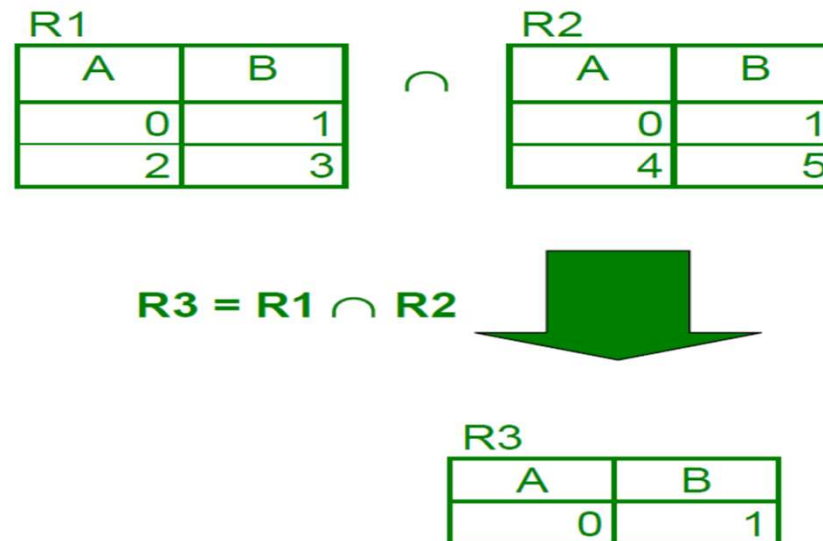 R1 R2
A B ∩ A B
0 1 0 1
2 3 4 5
R3 = R1 ∩ R2
R3
A B
0 1